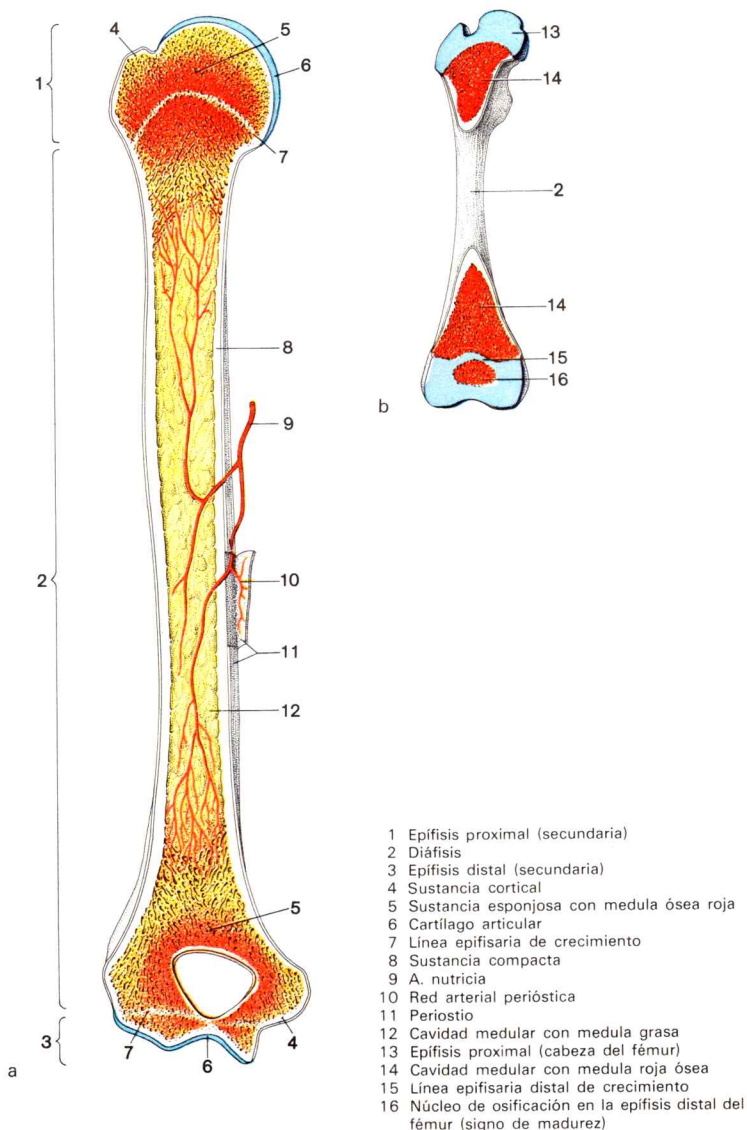 4
5
6
1
7
8
9
2
10
11
12
5
3
7
6
4
a
13
14
2
14
15
16
b
1 Epífisis proximal (secundaria)
2 Diáfisis
3 Epífisis distal (secundaria)
4 Sustancia cortical
5 Sustancia esponjosa con medula ósea roja
6 Cartílago articular
7 Línea epifisaria de crecimiento
8 Sustancia compacta
9 A. nutricia
10 Red arterial perióstica
11 Periostio
12 Cavidad medular con medula grasa
13 Epífisis proximal (cabeza del fémur)
14 Cavidad medular con medula roja ósea
15 Línea epifisaria distal de crecimiento
16 Núcleo de osificación en la epífisis distal del
fémur (signo de madurez)